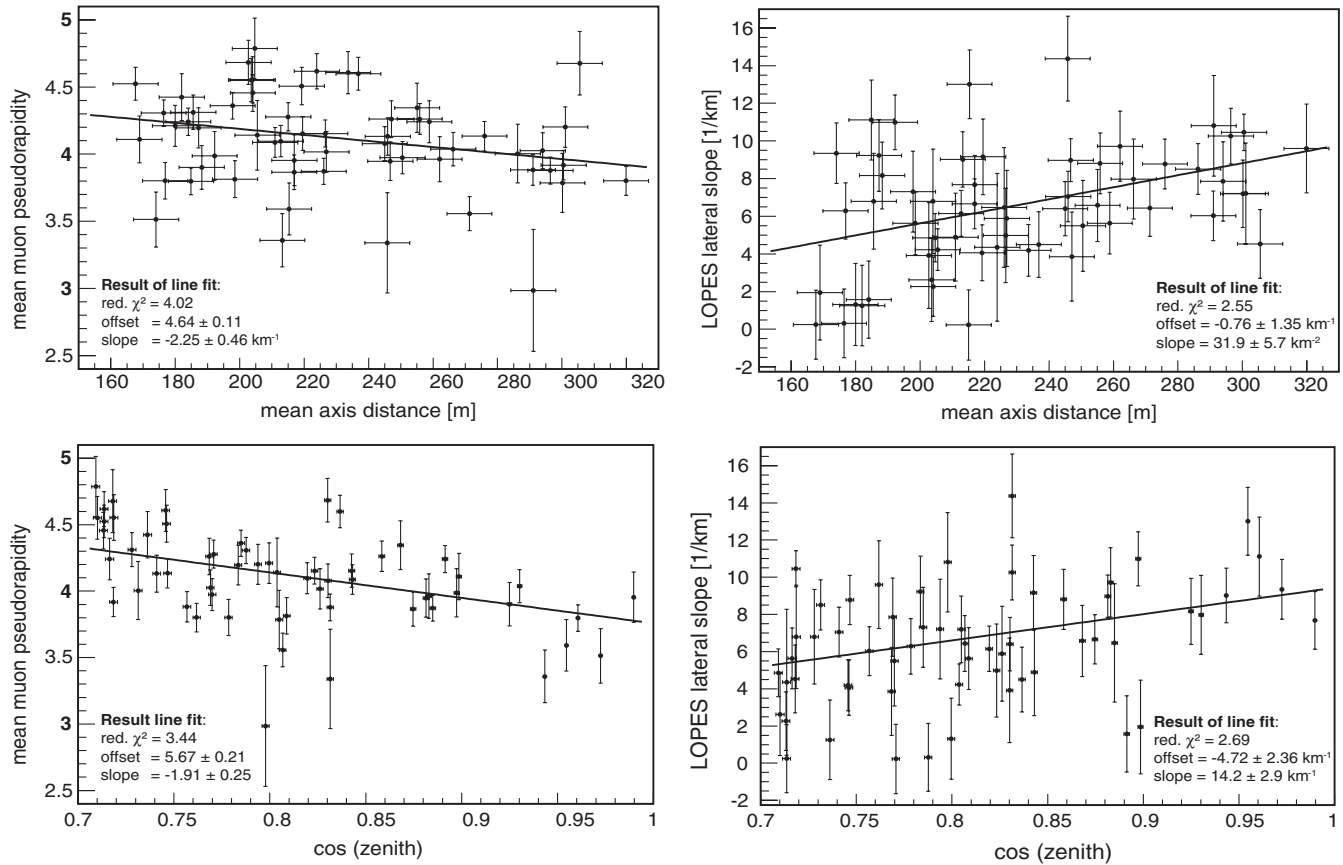 5
4.5
4
3.5
3
2.5
mean muon pseudorapidity
Result of line fit:
red. χ² = 4.02
offset = 4.64 ± 0.11
slope = -2.25 ± 0.46 km⁻¹
160 180 200 220 240 260 280 300 320
mean axis distance [m]
16
14
12
10
8
6
4
2
0
-2
LOPES lateral slope [1/km]
Result of line fit:
red. χ² = 2.55
offset = -0.76 ± 1.35 km⁻¹
slope = 31.9 ± 5.7 km⁻²
160 180 200 220 240 260 280 300 320
mean axis distance [m]
5
4.5
4
3.5
3
2.5
mean muon pseudorapidity
Result line fit:
red. χ² = 3.44
offset = 5.67 ± 0.21
slope = -1.91 ± 0.25
0.7 0.75 0.8 0.85 0.9 0.95 1
cos (zenith)
16
14
12
10
8
6
4
2
0
-2
LOPES lateral slope [1/km]
Result of line fit:
red. χ² = 2.69
offset = -4.72 ± 2.36 km⁻¹
slope = 14.2 ± 2.9 km⁻¹
0.7 0.75 0.8 0.85 0.9 0.95 1
cos (zenith)